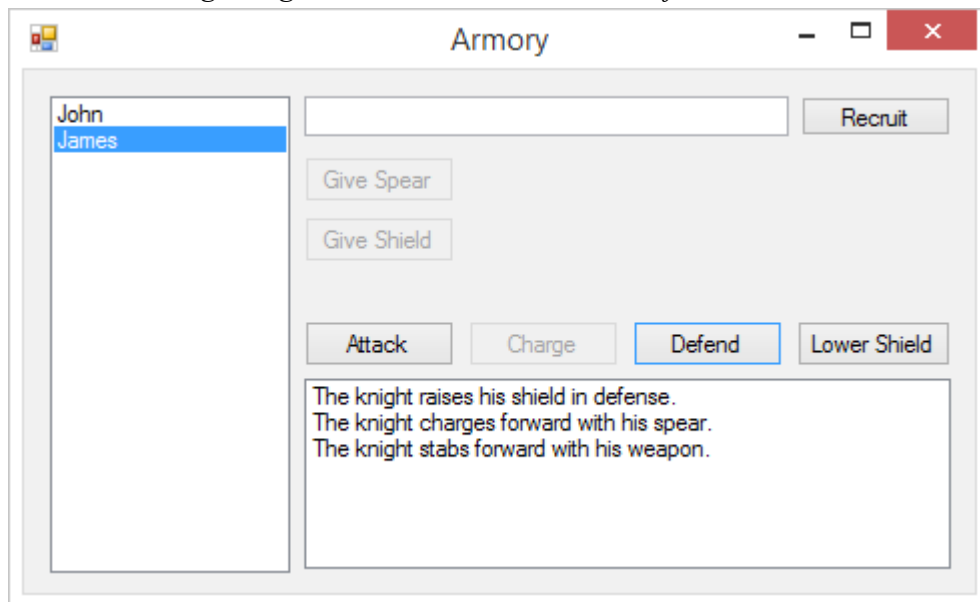 Armory
John
James
Recruit
Give Spear
Give Shield
Attack Charge Defend Lower Shield
The knight raises his shield in defense.
The knight charges forward with his spear.
The knight stabs forward with his weapon.